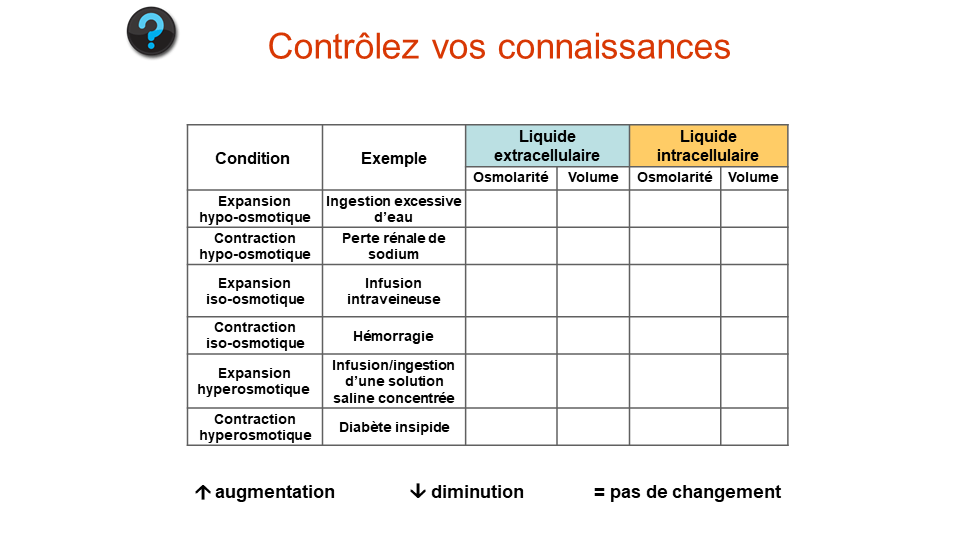 ?
Contrôlez vos connaissances
Condition
Exemple
Liquide
extracellulaire
Liquide
intracellulaire
Osmolarité
Volume
Osmolarité
Volume
Expansion
hypo-osmotique
Ingestion excessive
d'eau
Contraction
hypo-osmotique
Perte rénale de
sodium
Expansion
iso-osmotique
Infusion
intraveineuse
Contraction
iso-osmotique
Hémorragie
Expansion
hyperosmotique
Infusion/ingestion
d'une solution
saline concentrée
Contraction
hyperosmotique
Diabète insipide
↑ augmentation
↓ diminution
= pas de changement